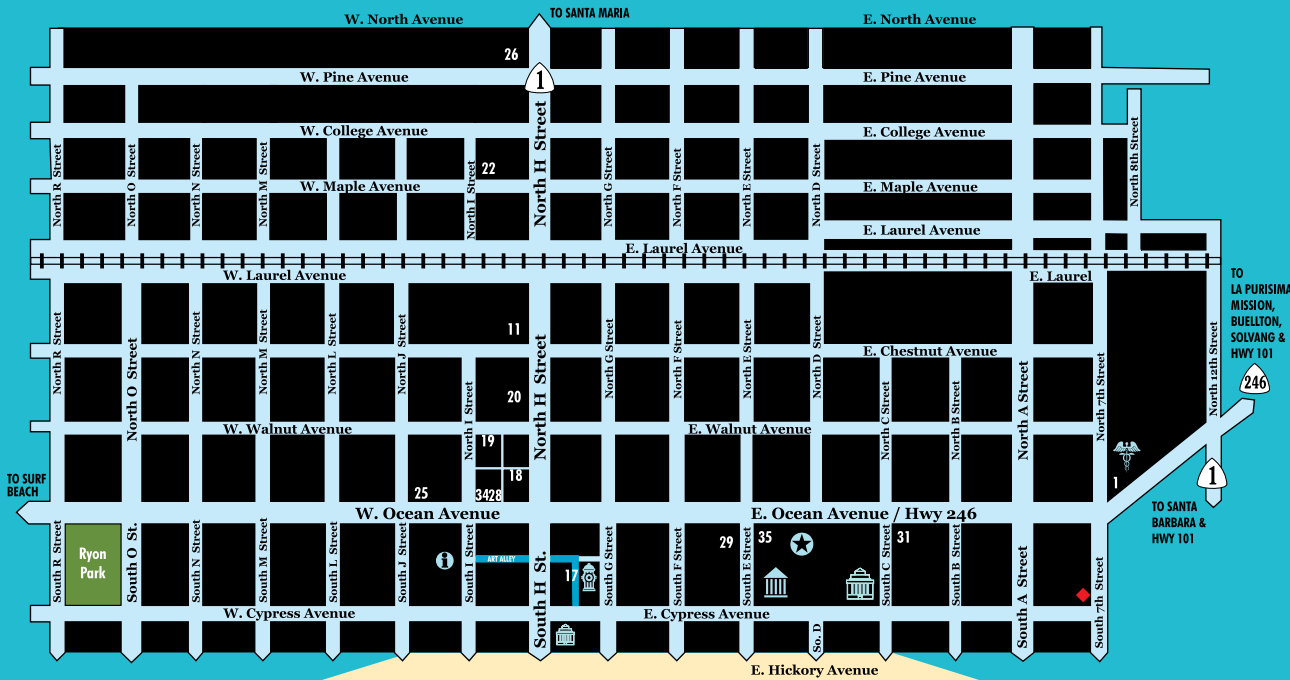 W. North Avenue
TO SANTA MARIA
E. North Avenue
26
W. Pine Avenue
1
E. Pine Avenue
W. College Avenue
E. College Avenue
North R Street
North O Street
North N Street
North M Street
North I Street
22
North H Street
North G Street
North F Street
North E Street
North D Street
North 8th Street
W. Maple Avenue
E. Maple Avenue
E. Laurel Avenue
E. Laurel Avenue
W. Laurel Avenue
E. Laurel
TO
LA PURISIMA
MISSION,
BUELLTON,
SOLVANG &
HWY 101
246
North R Street
North O Street
North N Street
North M Street
North L Street
North J Street
11
North H Street
North G Street
North F Street
North E Street
North D Street
E. Chestnut Avenue
North I Street
20
North C Street
North B Street
North A Street
North 7th Street
North 12th Street
W. Walnut Avenue
E. Walnut Avenue
19
18
25
34
28
1
1
TO SURF
BEACH
W. Ocean Avenue
E. Ocean Avenue / Hwy 246
TO SANTA
BARBARA &
HWY 101
South R Street
Ryon
Park
South O St.
South N Street
South M Street
South L Street
South J Street
i
South I Street
ART ALLEY
South H St.
17
South G Street
South F Street
29
South E Street
35
South C Street
31
South B Street
South A Street
South 7th Street
W. Cypress Avenue
E. Cypress Avenue
So. D
E. Hickory Avenue